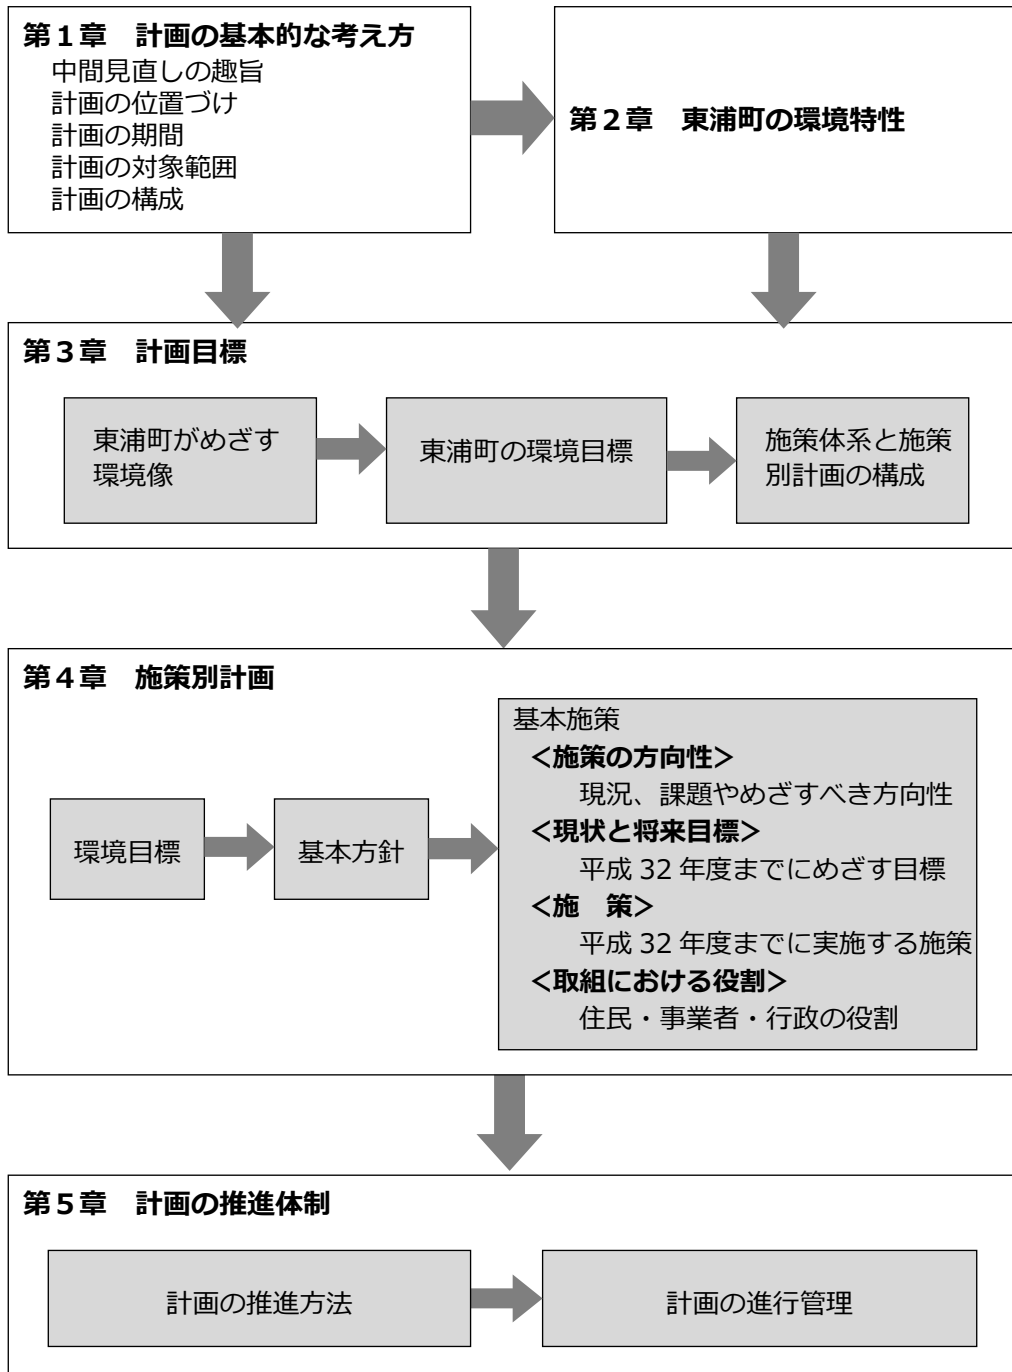 第１章　計画の基本的な考え方
中間見直しの趣旨
計画の位置づけ
計画の期間
計画の対象範囲
計画の構成
第２章　東浦町の環境特性
第３章　計画目標
東浦町がめざす
環境像
東浦町の環境目標
施策体系と施策
別計画の構成
第４章　施策別計画
環境目標
基本方針
基本施策
＜施策の方向性＞
現況、課題やめざすべき方向性
＜現状と将来目標＞
平成 32 年度までにめざす目標
＜施　策＞
平成 32 年度までに実施する施策
＜取組における役割＞
住民・事業者・行政の役割
第５章　計画の推進体制
計画の推進方法
計画の進行管理